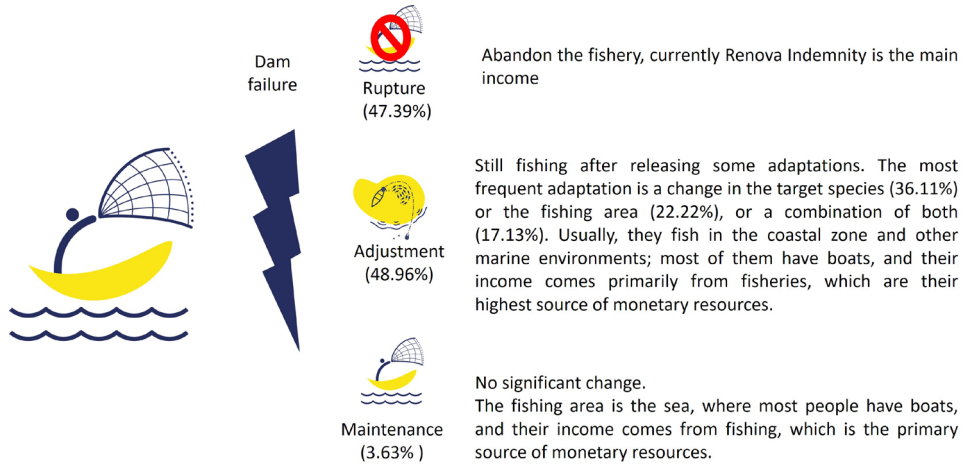 Dam
failure
Rupture
(47.39%)
Abandon the fishery, currently Renova Indemnity is the main
income
Adjustment
(48.96%)
Still fishing after releasing some adaptations. The most
frequent adaptation is a change in the target species (36.11%)
or the fishing area (22.22%), or a combination of both
(17.13%). Usually, they fish in the coastal zone and other
marine environments; most of them have boats, and their
income comes primarily from fisheries, which are their
highest source of monetary resources.
Maintenance
(3.63% )
No significant change.
The fishing area is the sea, where most people have boats,
and their income comes from fishing, which is the primary
source of monetary resources.